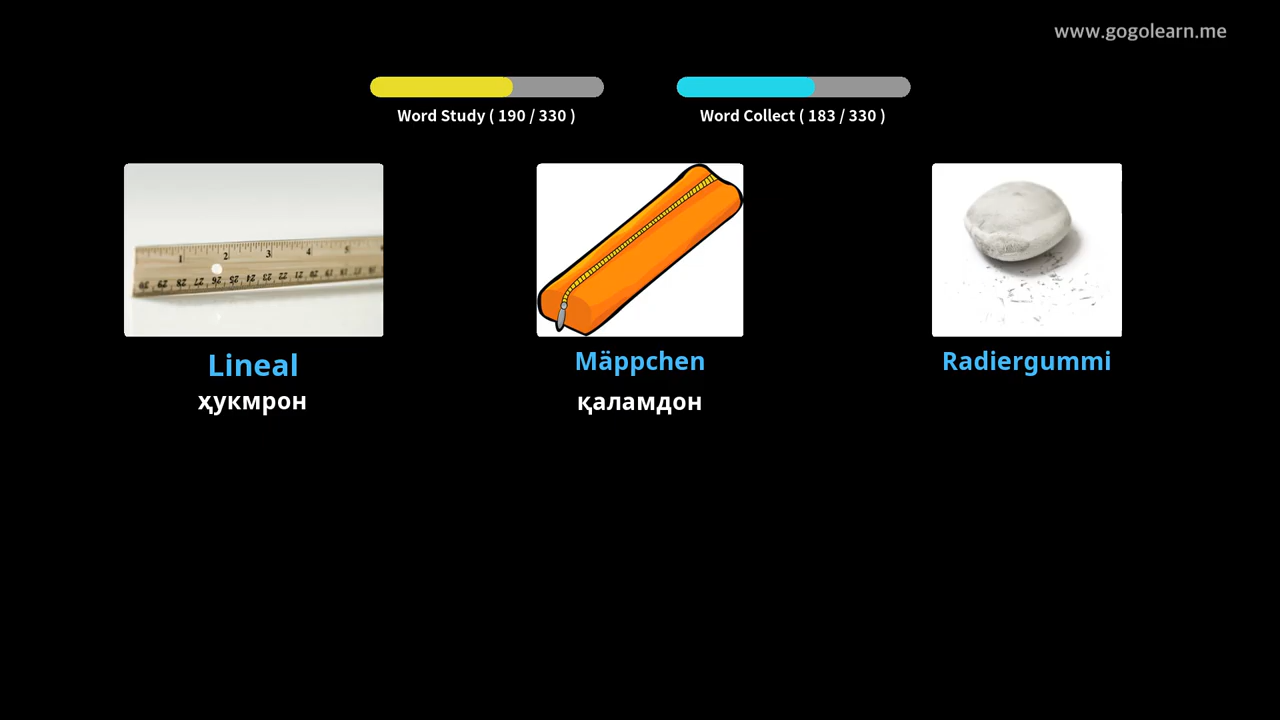 www.gogolearn.me
Word Study ( 190 / 330 )
Word Collect ( 183 / 330 )
Lineal
ҳукмрон
Mäppchen
қаламдон
Radiergummi